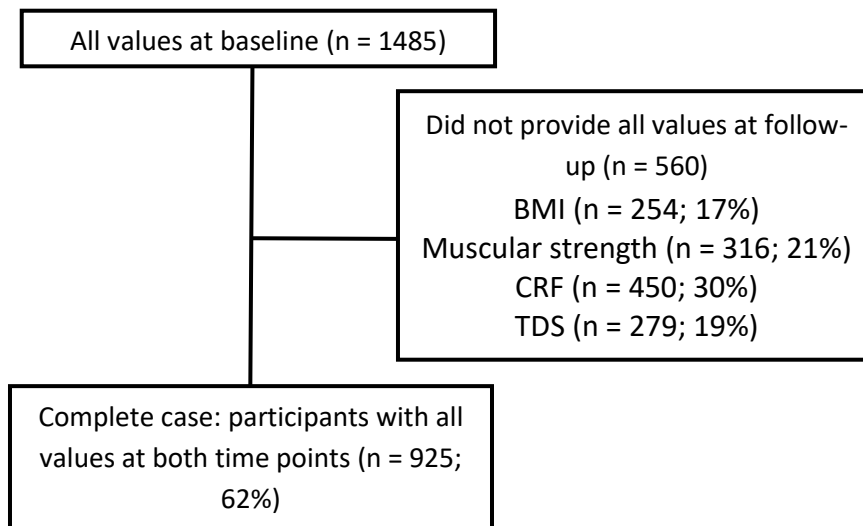 All values at baseline (n = 1485)
Did not provide all values at follow-
up (n = 560)
BMI (n = 254; 17%)
Muscular strength (n = 316; 21%)
CRF (n = 450; 30%)
TDS (n = 279; 19%)
Complete case: participants with all
values at both time points (n = 925;
62%)